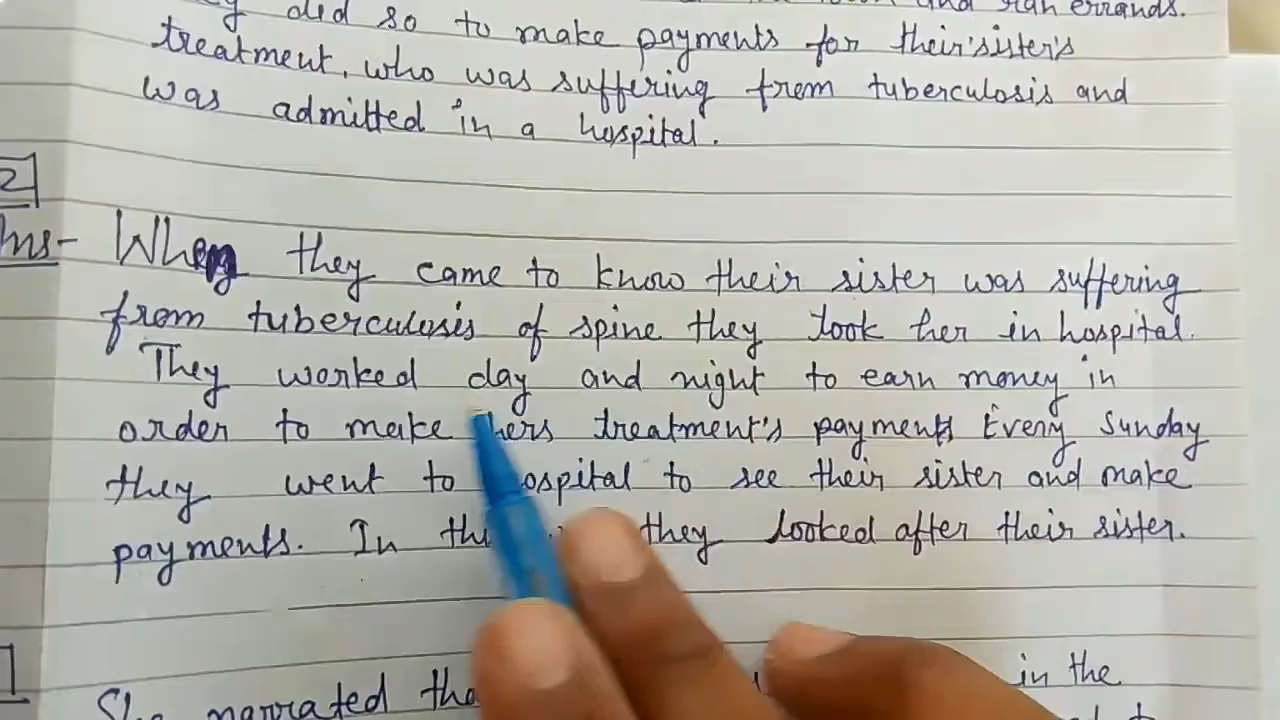 did so to make payments for their sister's
treatment, who was suffering from tuberculosis and
was admitted in a hospital.
2
Ans- When they came to know their sister was suffering
from tuberculosis of spine they took her in hospital.
They worked day and night to earn money in
order to make hers treatment's payments Every Sunday
they went to hospital to see their sister and make
payments. In they looked after their sister.
1
She narrated in the